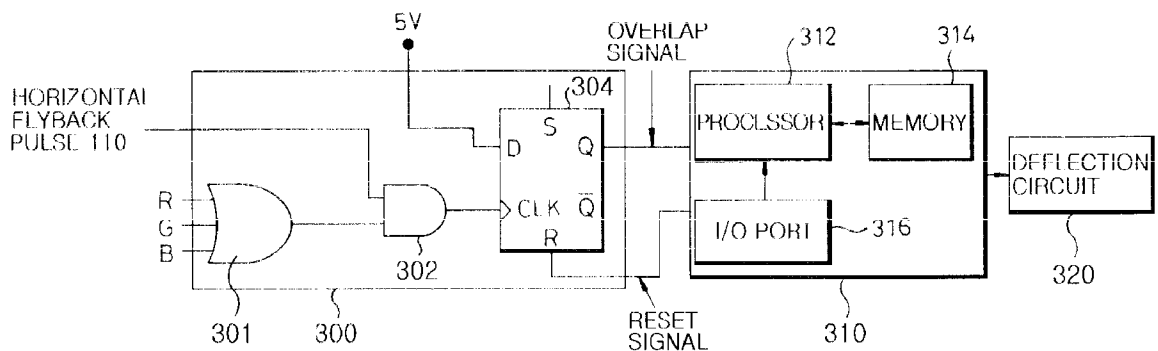 5V
OVERLAP
SIGNAL
312
314
HORIZONTAL
FLYBACK
PULSE 110
304
S
D
Q
PROCESSOR
MEMORY
DEFLECTION
CIRCUIT
R
G
B
CLK
Q̅
R
I/O PORT
316
302
320
301
300
RESET
SIGNAL
310